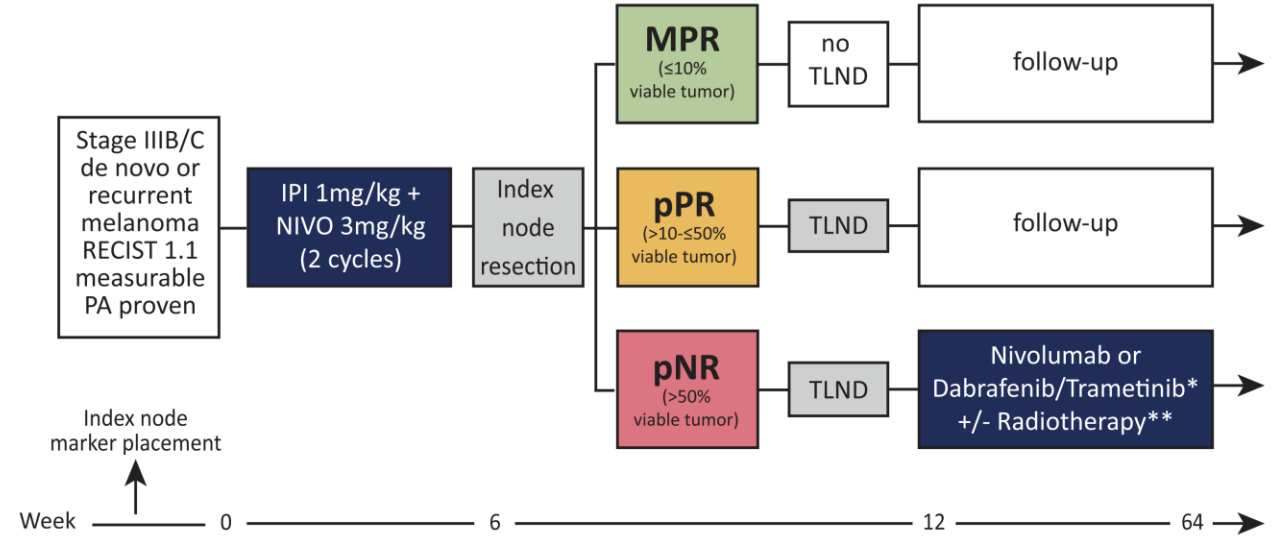 Stage IIIB/C
de novo or
recurrent
melanoma
RECIST 1.1
measurable
PA proven
IPI 1mg/kg +
NIVO 3mg/kg
(2 cycles)
Index
node
resection
MPR
(≤10%
viable tumor)
no
TLND
follow-up
pPR
(>10-≤50%
viable tumor)
TLND
follow-up
pNR
(>50%
viable tumor)
TLND
Nivolumab or
Dabrafenib/Trametinib*
+/- Radiotherapy**
Index node
marker placement
Week 0 6 12 64